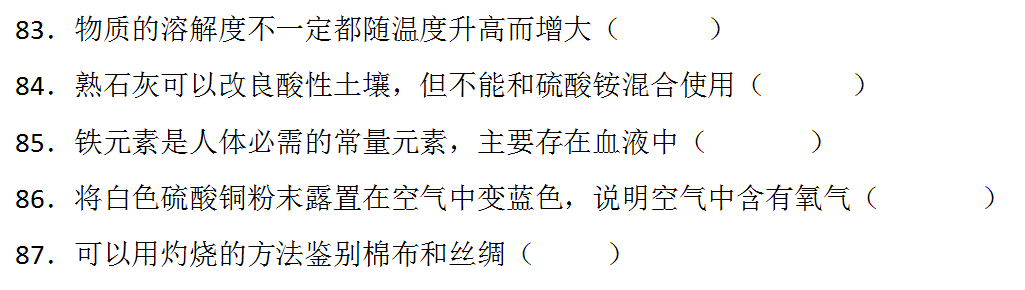 83．物质的溶解度不一定都随温度升高而增大（　　　）
84．熟石灰可以改良酸性土壤，但不能和硫酸铵混合使用（　　　）
85．铁元素是人体必需的常量元素，主要存在血液中（　　　）
86．将白色硫酸铜粉末露置在空气中变蓝色，说明空气中含有氧气（　　　）
87．可以用灼烧的方法鉴别棉布和丝绸（　　　）